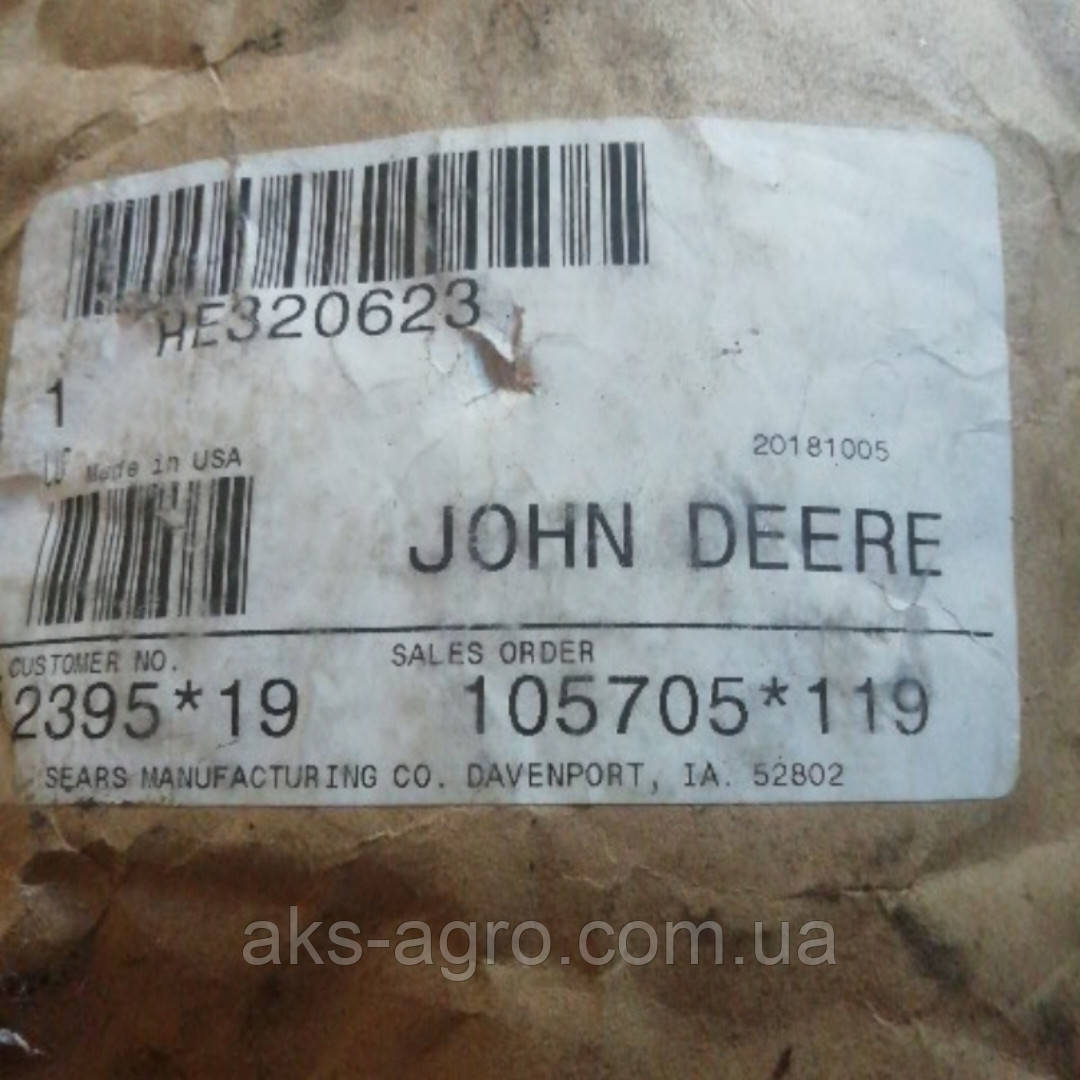 HE320623
1
Made in USA
20181005
JOHN DEERE
CUSTOMER NO.
SALES ORDER
2395*19
105705*119
SEARS MANUFACTURING CO. DAVENPORT, IA. 52802
aks-agro.com.ua